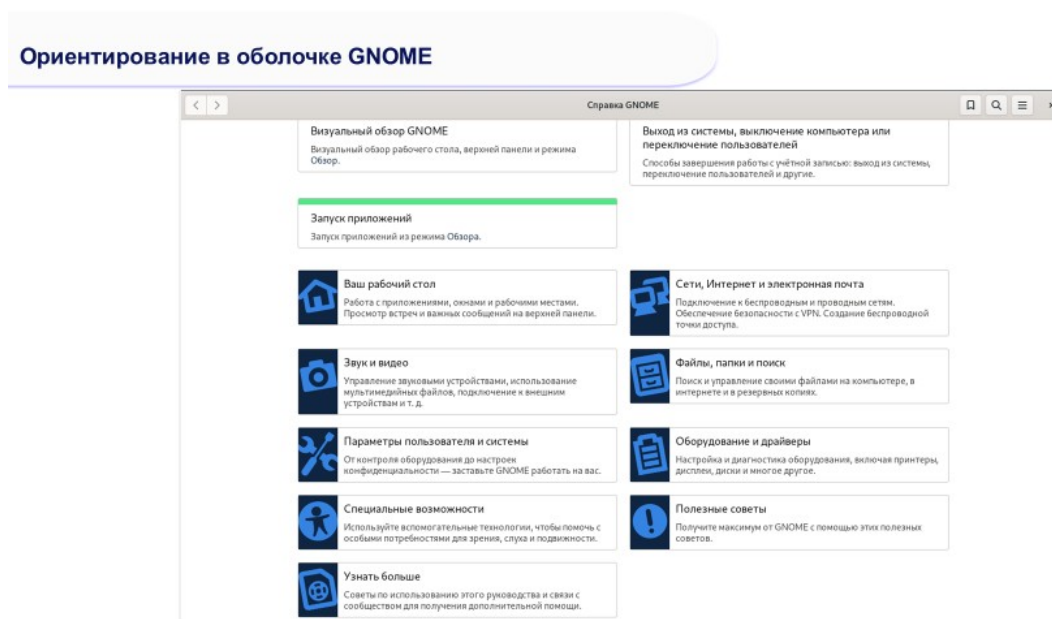 Ориентирование в оболочке GNOME
Справка GNOME
Визуальный обзор GNOME
Визуальный обзор рабочего стола, верхней панели и режима
Обзор.
Выход из системы, выключение компьютера или
переключение пользователей
Способы завершения работы с учётной записью: выход из системы,
переключение пользователей и другие.
Запуск приложений
Запуск приложений из режима Обзора.
Ваш рабочий стол
Работа с приложениями, окнами и рабочими местами.
Просмотр встреч и важных сообщений на верхней панели.
Сети, Интернет и электронная почта
Подключение к беспроводным и проводным сетям.
Обеспечение безопасности с VPN. Создание беспроводной
точки доступа.
Звук и видео
Управление звуковыми устройствами, использование
мультимедийных файлов, подключение к внешним
устройствам и т. д.
Файлы, папки и поиск
Поиск и управление своими файлами на компьютере, в
интернете и в резервных копиях.
Параметры пользователя и системы
От контроля оборудования до настроек
конфиденциальности — заставьте GNOME работать на вас.
Оборудование и драйверы
Настройка и диагностика оборудования, включая принтеры,
дисплеи, диски и многое другое.
Специальные возможности
Используйте вспомогательные технологии, чтобы помочь с
особыми потребностями для зрения, слуха и подвижности.
Полезные советы
Получите максимум от GNOME с помощью этих полезных
советов.
Узнать больше
Советы по использованию этого руководства и связи с
сообществом для получения дополнительной помощи.